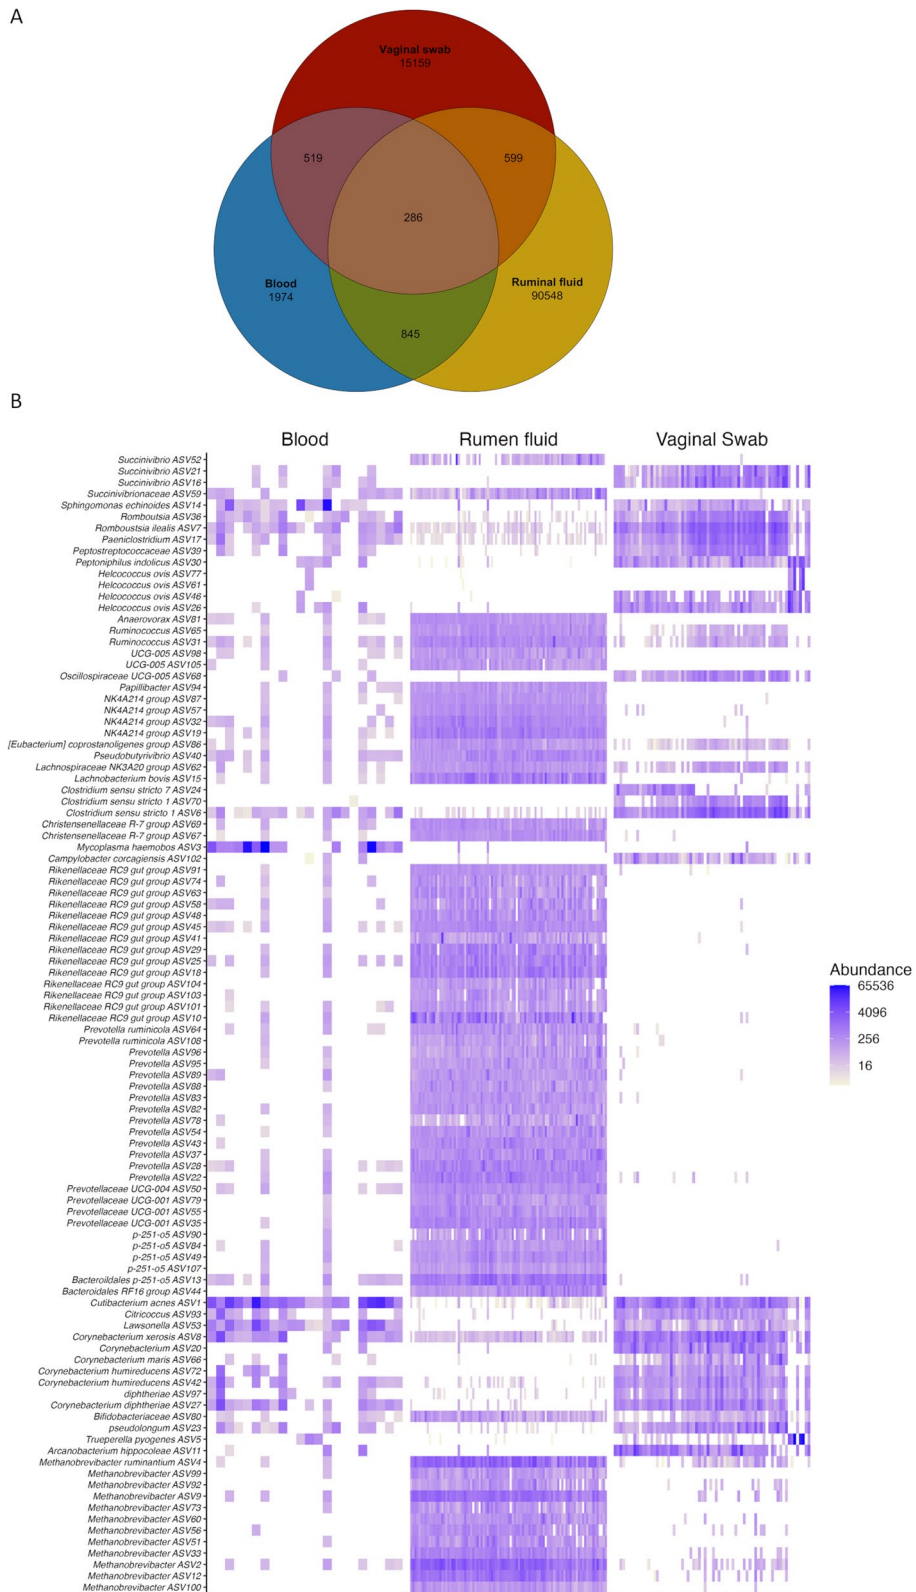 A
Vaginal swab
15159
519
599
286
Blood
1974
Ruminal fluid
90548
845
B
Blood
Rumen fluid
Vaginal Swab
Succinivibrio ASV52
Succinivibrio ASV21
Succinivibrio ASV16
Succinivibrionaceae ASV59
Sphingomonas echinoides ASV14
Romboutsia ASV36
Romboustsia ilealis ASV7
Paeniclostridium ASV17
Peptostreptococcaceae ASV39
Peptoniphilus indolicus ASV30
Helcococcus ovis ASV77
Helcococcus ovis ASV61
Helcococcus ovis ASV46
Helcococcus ovis ASV26
Anaerovorax ASV81
Ruminococcus ASV65
Ruminococcus ASV31
UCG-005 ASV98
UCG-005 ASV105
Oscillospiraceae UCG-005 ASV68
Papillibacter ASV94
NK4A214 group ASV87
NK4A214 group ASV57
NK4A214 group ASV32
NK4A214 group ASV19
[Eubacterium] coprostanoligenes group ASV86
Pseudobutyrivibrio ASV40
Lachnospiraceae NK3A20 group ASV62
Lachnobacterium bovis ASV15
Clostridium sensu stricto 7 ASV24
Clostridium sensu stricto 1 ASV70
Clostridium sensu stricto 1 ASV6
Christensenellaceae R-7 group ASV69
Christensenellaceae R-7 group ASV67
Mycoplasma haemobos ASV3
Campylobacter corcagiensis ASV102
Rikenellaceae RC9 gut group ASV91
Rikenellaceae RC9 gut group ASV74
Rikenellaceae RC9 gut group ASV63
Rikenellaceae RC9 gut group ASV58
Rikenellaceae RC9 gut group ASV48
Rikenellaceae RC9 gut group ASV45
Rikenellaceae RC9 gut group ASV41
Rikenellaceae RC9 gut group ASV29
Rikenellaceae RC9 gut group ASV25
Rikenellaceae RC9 gut group ASV18
Rikenellaceae RC9 gut group ASV104
Rikenellaceae RC9 gut group ASV103
Rikenellaceae RC9 gut group ASV101
Rikenellaceae RC9 gut group ASV10
Prevotella ruminicola ASV64
Prevotella ruminicola ASV108
Prevotella ASV96
Prevotella ASV95
Prevotella ASV89
Prevotella ASV88
Prevotella ASV83
Prevotella ASV82
Prevotella ASV78
Prevotella ASV54
Prevotella ASV43
Prevotella ASV37
Prevotella ASV28
Prevotella ASV22
Prevotellaceae UCG-004 ASV50
Prevotellaceae UCG-001 ASV79
Prevotellaceae UCG-001 ASV55
Prevotellaceae UCG-001 ASV35
p-251-o5 ASV90
p-251-o5 ASV84
p-251-o5 ASV49
p-251-o5 ASV107
Bacteroidales p-251-o5 ASV13
Bacteroidales RF16 group ASV44
Cutibacterium acnes ASV1
Citricoccus ASV93
Lawsonella ASV53
Corynebacterium xerosis ASV8
Corynebacterium ASV20
Corynebacterium maris ASV66
Corynebacterium humireducens ASV72
Corynebacterium humireducens ASV42
diphtheriae ASV97
Corynebacterium diphtheriae ASV27
Bifidobacteriaceae ASV80
pseudolongum ASV23
Trueperella pyogenes ASV5
Arcanobacterium hippocoleae ASV11
Methanobrevibacter ruminantium ASV4
Methanobrevibacter ASV99
Methanobrevibacter ASV92
Methanobrevibacter ASV9
Methanobrevibacter ASV73
Methanobrevibacter ASV60
Methanobrevibacter ASV56
Methanobrevibacter ASV51
Methanobrevibacter ASV33
Methanobrevibacter ASV2
Methanobrevibacter ASV12
Methanobrevibacter ASV100
Abundance
65536
4096
256
16